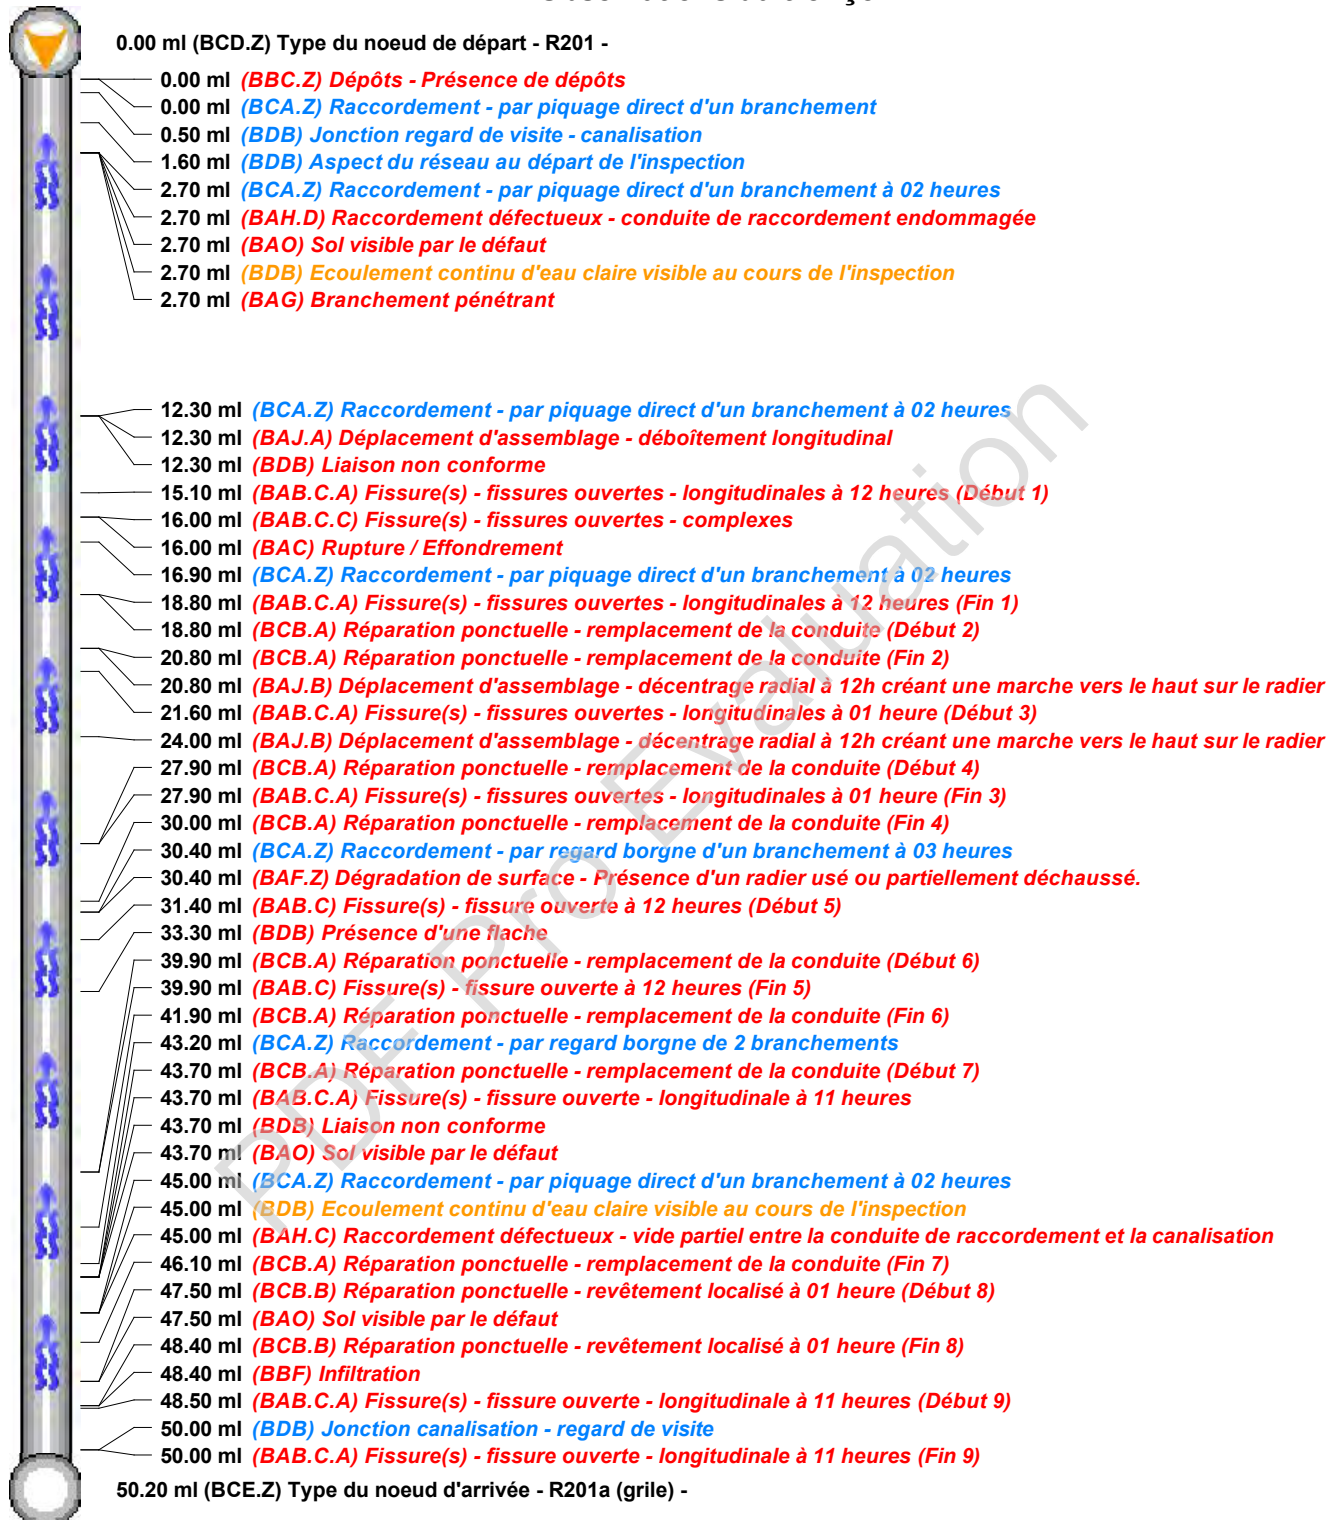 0.00 ml (BCD.Z) Type du noeud de départ - R201 -
0.00 ml (BBC.Z) Dépôts - Présence de dépôts
0.00 ml (BCA.Z) Raccordement - par piquage direct d'un branchement
0.50 ml (BDB) Jonction regard de visite - canalisation
1.60 ml (BDB) Aspect du réseau au départ de l'inspection
2.70 ml (BCA.Z) Raccordement - par piquage direct d'un branchement à 02 heures
2.70 ml (BAH.D) Raccordement défectueux - conduite de raccordement endommagée
2.70 ml (BAO) Sol visible par le défaut
2.70 ml (BDB) Ecoulement continu d'eau claire visible au cours de l'inspection
2.70 ml (BAG) Branchement pénétrant
12.30 ml (BCA.Z) Raccordement - par piquage direct d'un branchement à 02 heures
12.30 ml (BAJ.A) Déplacement d'assemblage - déboîtement longitudinal
12.30 ml (BDB) Liaison non conforme
15.10 ml (BAB.C.A) Fissure(s) - fissures ouvertes - longitudinales à 12 heures (Début 1)
16.00 ml (BAB.C.C) Fissure(s) - fissures ouvertes - complexes
16.00 ml (BAC) Rupture / Effondrement
16.90 ml (BCA.Z) Raccordement - par piquage direct d'un branchement à 02 heures
18.80 ml (BAB.C.A) Fissure(s) - fissures ouvertes - longitudinales à 12 heures (Fin 1)
18.80 ml (BCB.A) Réparation ponctuelle - remplacement de la conduite (Début 2)
20.80 ml (BCB.A) Réparation ponctuelle - remplacement de la conduite (Fin 2)
20.80 ml (BAJ.B) Déplacement d'assemblage - décentrage radial à 12h créant une marche vers le haut sur le radier
21.60 ml (BAB.C.A) Fissure(s) - fissures ouvertes - longitudinales à 01 heure (Début 3)
24.00 ml (BAJ.B) Déplacement d'assemblage - décentrage radial à 12h créant une marche vers le haut sur le radier
27.90 ml (BCB.A) Réparation ponctuelle - remplacement de la conduite (Début 4)
27.90 ml (BAB.C.A) Fissure(s) - fissures ouvertes - longitudinales à 01 heure (Fin 3)
30.00 ml (BCB.A) Réparation ponctuelle - remplacement de la conduite (Fin 4)
30.40 ml (BCA.Z) Raccordement - par regard borgne d'un branchement à 03 heures
30.40 ml (BAF.Z) Dégradation de surface - Présence d'un radier usé ou partiellement déchaussé.
31.40 ml (BAB.C) Fissure(s) - fissure ouverte à 12 heures (Début 5)
33.30 ml (BDB) Présence d'une flache
39.90 ml (BCB.A) Réparation ponctuelle - remplacement de la conduite (Début 6)
39.90 ml (BAB.C) Fissure(s) - fissure ouverte à 12 heures (Fin 5)
41.90 ml (BCB.A) Réparation ponctuelle - remplacement de la conduite (Fin 6)
43.20 ml (BCA.Z) Raccordement - par regard borgne de 2 branchements
43.70 ml (BCB.A) Réparation ponctuelle - remplacement de la conduite (Début 7)
43.70 ml (BAB.C.A) Fissure(s) - fissure ouverte - longitudinale à 11 heures
43.70 ml (BDB) Liaison non conforme
43.70 ml (BAO) Sol visible par le défaut
45.00 ml (BCA.Z) Raccordement - par piquage direct d'un branchement à 02 heures
45.00 ml (BDB) Ecoulement continu d'eau claire visible au cours de l'inspection
45.00 ml (BAH.C) Raccordement défectueux - vide partiel entre la conduite de raccordement et la canalisation
46.10 ml (BCB.A) Réparation ponctuelle - remplacement de la conduite (Fin 7)
47.50 ml (BCB.B) Réparation ponctuelle - revêtement localisé à 01 heure (Début 8)
47.50 ml (BAO) Sol visible par le défaut
48.40 ml (BCB.B) Réparation ponctuelle - revêtement localisé à 01 heure (Fin 8)
48.40 ml (BBF) Infiltration
48.50 ml (BAB.C.A) Fissure(s) - fissure ouverte - longitudinale à 11 heures (Début 9)
50.00 ml (BDB) Jonction canalisation - regard de visite
50.00 ml (BAB.C.A) Fissure(s) - fissure ouverte - longitudinale à 11 heures (Fin 9)
50.20 ml (BCE.Z) Type du noeud d'arrivée - R201a (grile) -
PDF Pro Evaluation